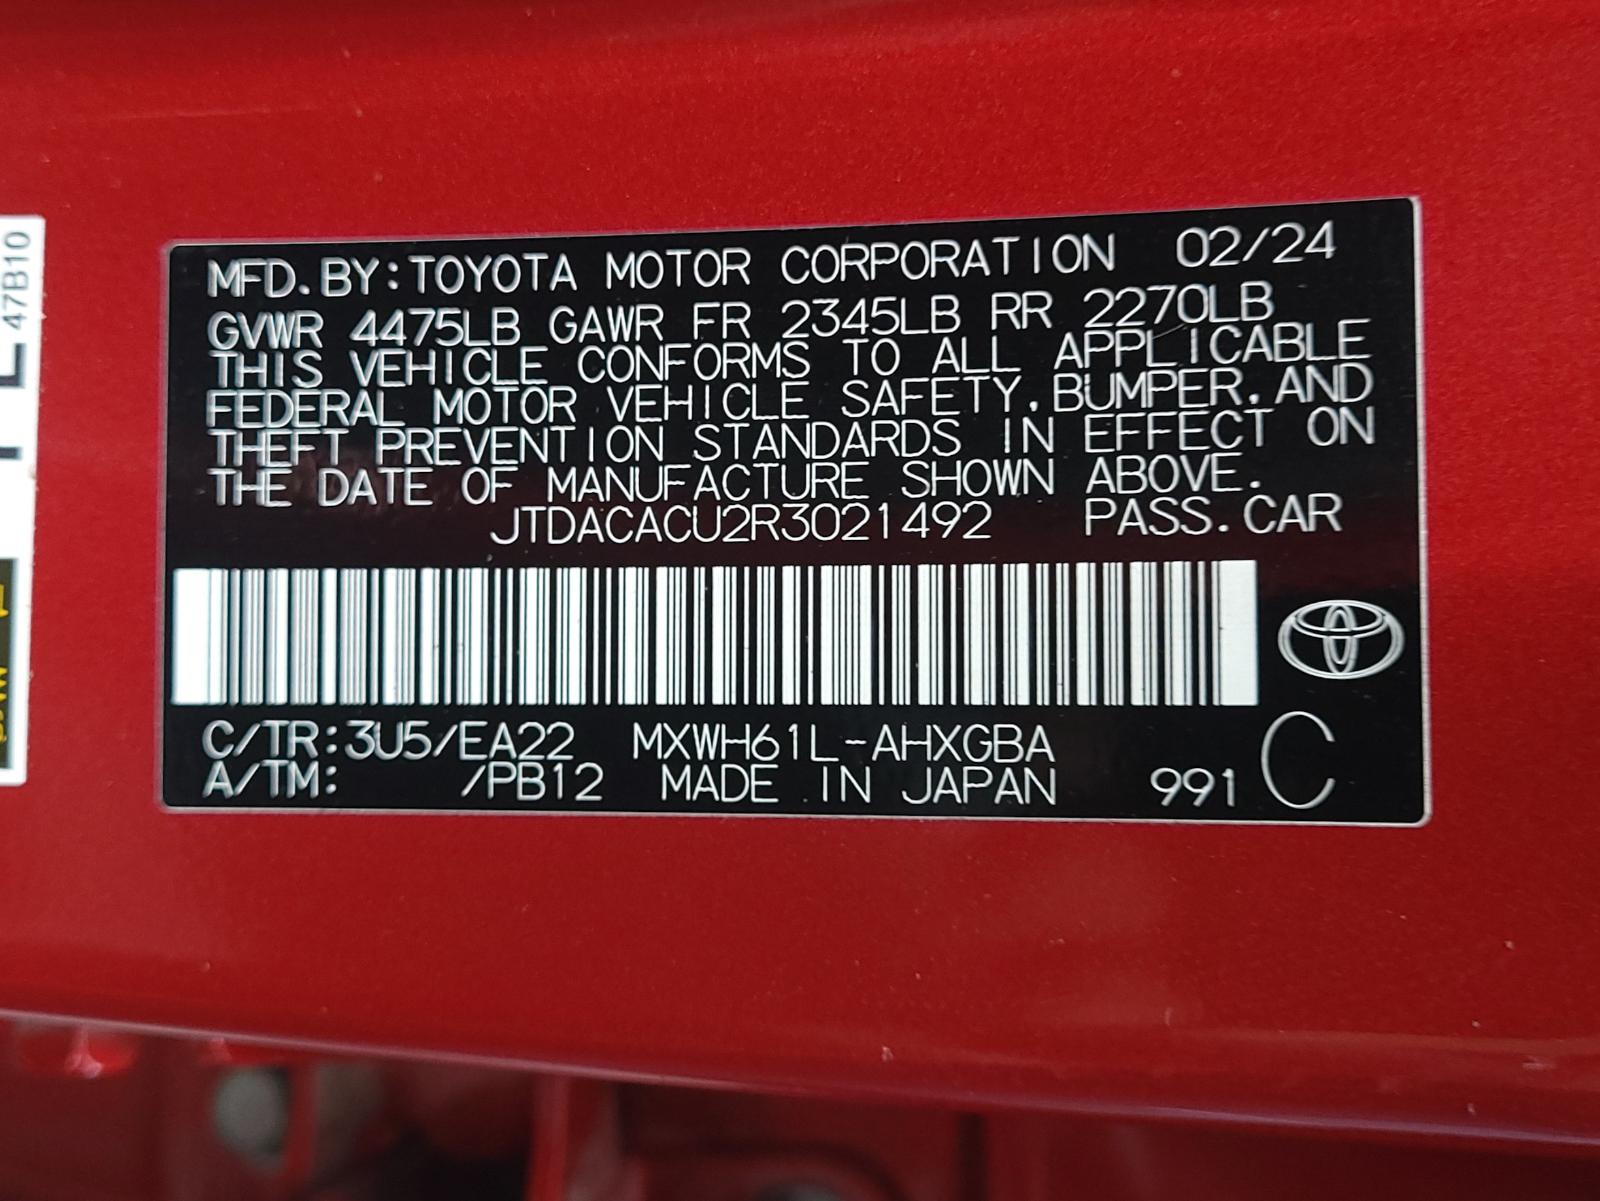 MFD.BY:TOYOTA MOTOR CORPORATION 02/24
GVWR 4475LB GAWR FR 2345LB RR 2270LB
THIS VEHICLE CONFORMS TO ALL APPLICABLE
FEDERAL MOTOR VEHICLE SAFETY,BUMPER,AND
THEFT PREVENTION STANDARDS IN EFFECT ON
THE DATE OF MANUFACTURE SHOWN ABOVE.
JTDACACU2R3021492 PASS.CAR
C/TR:3U5/EA22 MXWH61L-AHXGBA
A/TM: /PB12 MADE IN JAPAN 991 C
47B10